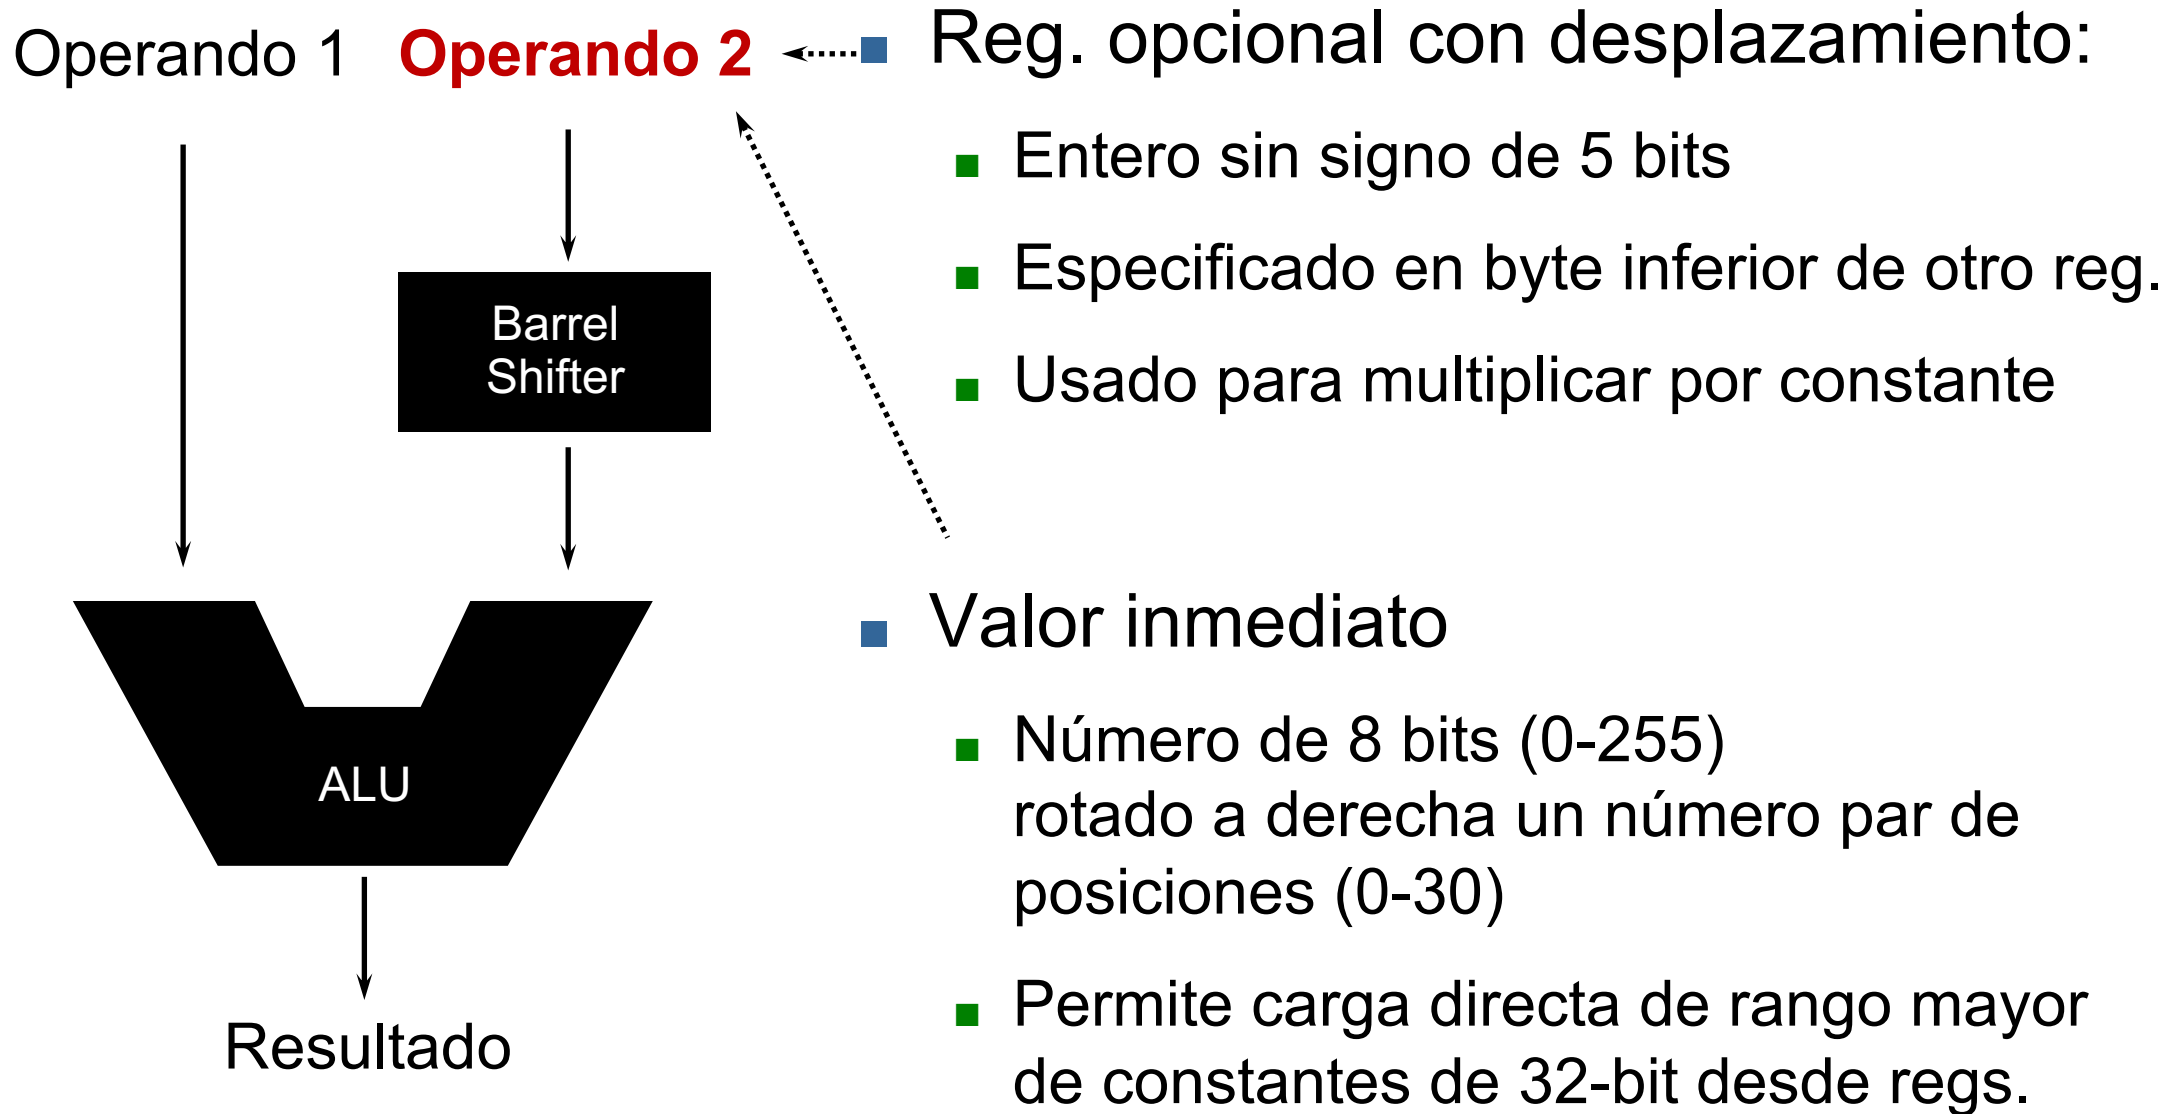 Operando 1 Operando 2
Barrel
Shifter
ALU
Resultado
Reg. opcional con desplazamiento:
Entero sin signo de 5 bits
Especificado en byte inferior de otro reg.
Usado para multiplicar por constante
Valor inmediato
Número de 8 bits (0-255)
rotado a derecha un número par de
posiciones (0-30)
Permite carga directa de rango mayor
de constantes de 32-bit desde regs.